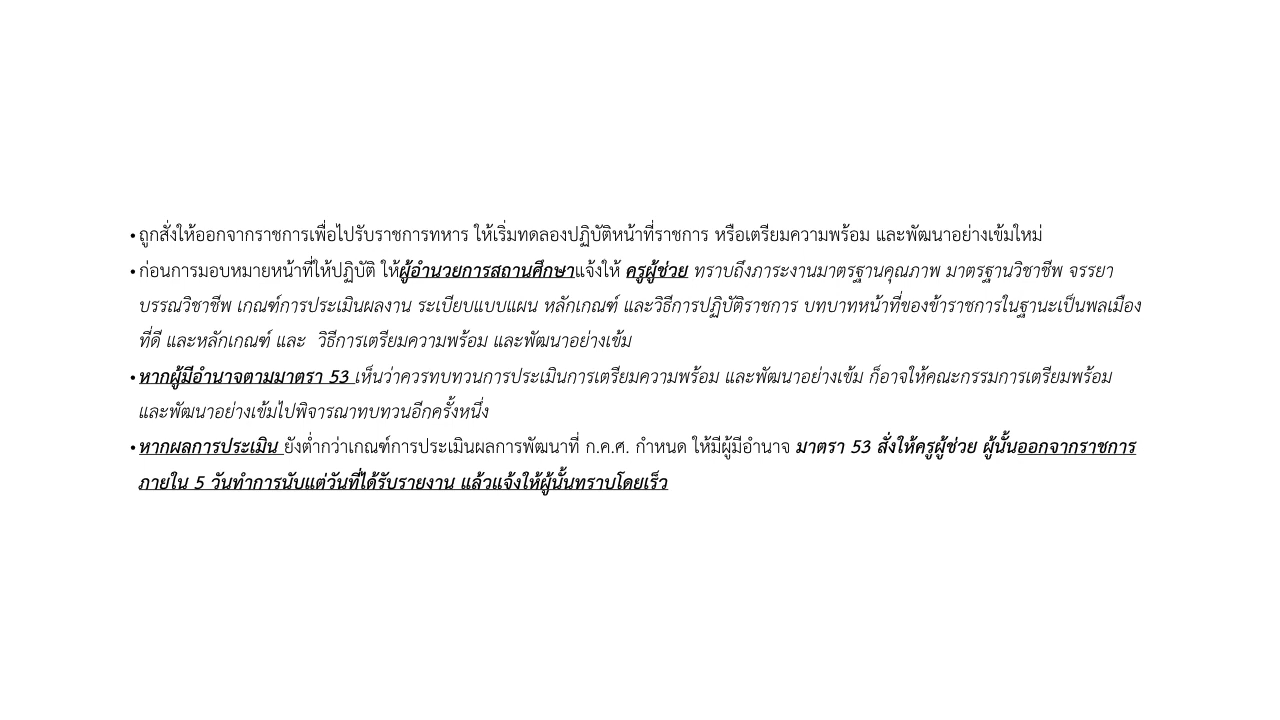 • ถูกสั่งให้ออกจากราชการเพื่อไปรับราชการทหาร ให้เริ่มทดลองปฏิบัติหน้าที่ราชการ หรือเตรียมความพร้อม และพัฒนาอย่างเข้มใหม่
• ก่อนการมอบหมายหน้าที่ให้ปฏิบัติ ให้ผู้อำนวยการสถานศึกษาแจ้งให้ ครูผู้ช่วย ทราบถึงภาระงานมาตรฐานคุณภาพ มาตรฐานวิชาชีพ จรรยา
บรรณวิชาชีพ เกณฑ์การประเมินผลงาน ระเบียบแบบแผน หลักเกณฑ์ และวิธีการปฏิบัติราชการ บทบาทหน้าที่ของข้าราชการในฐานะเป็นพลเมือง
ที่ดี และหลักเกณฑ์ และ  วิธีการเตรียมความพร้อม และพัฒนาอย่างเข้ม
• หากผู้มีอำนาจตามมาตรา 53 เห็นว่าควรทบทวนการประเมินการเตรียมความพร้อม และพัฒนาอย่างเข้ม ก็อาจให้คณะกรรมการเตรียมพร้อม
และพัฒนาอย่างเข้มไปพิจารณาทบทวนอีกครั้งหนึ่ง
• หากผลการประเมิน ยังต่ำกว่าเกณฑ์การประเมินผลการพัฒนาที่ ก.ค.ศ. กำหนด ให้มีผู้มีอำนาจ มาตรา 53 สั่งให้ครูผู้ช่วย ผู้นั้นออกจากราชการ
ภายใน 5 วันทำการนับแต่วันที่ได้รับรายงาน แล้วแจ้งให้ผู้นั้นทราบโดยเร็ว